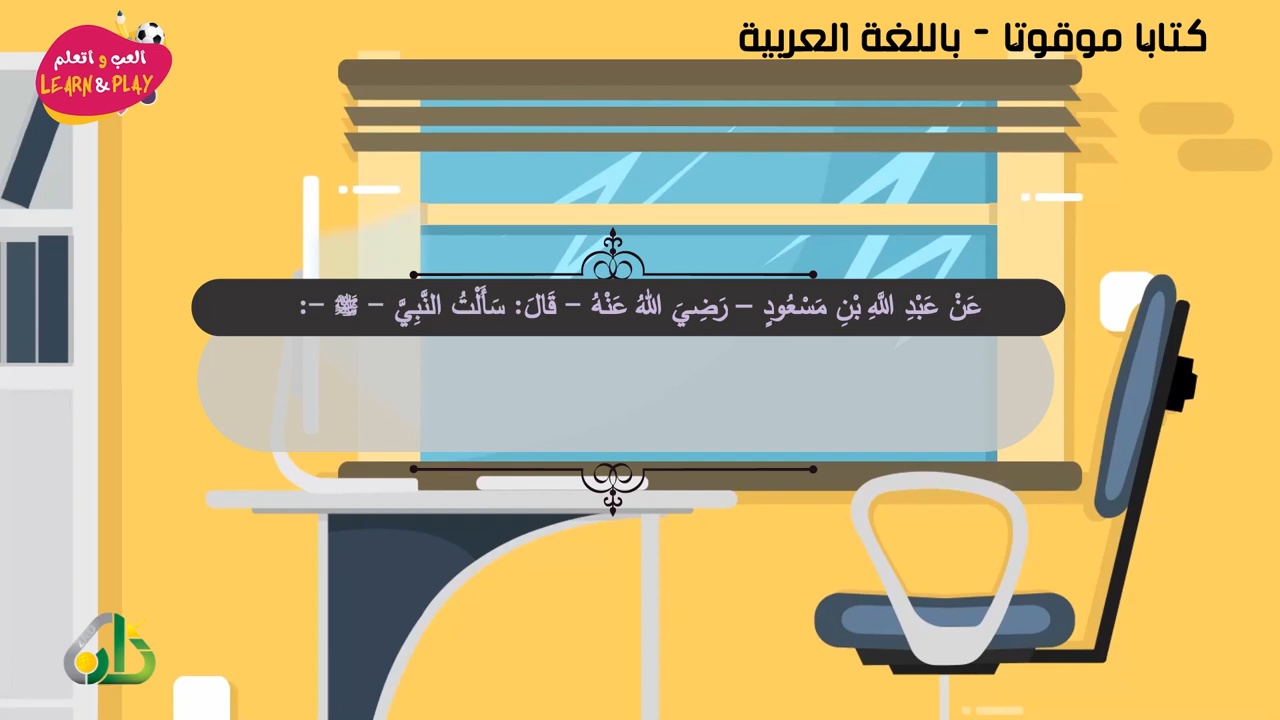 كتابا موقوتا - باللغة العربية
العب و اتعلم
LEARN & PLAY
عَنْ عَبْدِ اللَّهِ بْنِ مَسْعُودٍ – رَضِيَ اللهُ عَنْهُ – قَالَ: سَأَلْتُ النَّبِيَّ – ﷺ –: